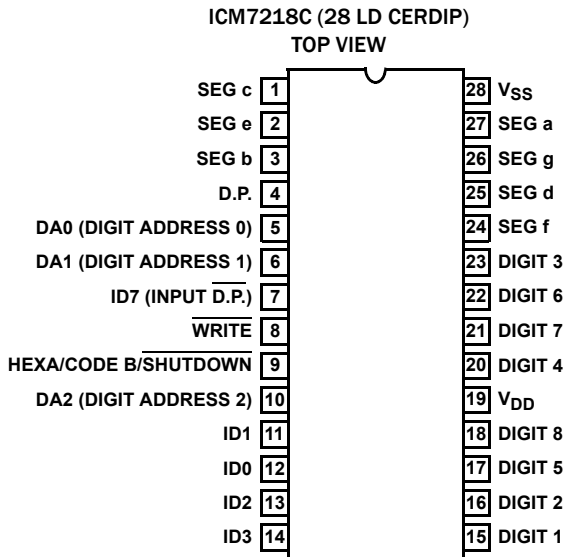 ICM7218C (28 LD CERDIP)
TOP VIEW
SEG c 1 28 VSS
SEG e 2 27 SEG a
SEG b 3 26 SEG g
D.P. 4 25 SEG d
DA0 (DIGIT ADDRESS 0) 5 24 SEG f
DA1 (DIGIT ADDRESS 1) 6 23 DIGIT 3
ID7 (INPUT D.P.) 7 22 DIGIT 6
WRITE 8 21 DIGIT 7
HEXA/CODE B/SHUTDOWN 9 20 DIGIT 4
DA2 (DIGIT ADDRESS 2) 10 19 VDD
ID1 11 18 DIGIT 8
ID0 12 17 DIGIT 5
ID2 13 16 DIGIT 2
ID3 14 15 DIGIT 1